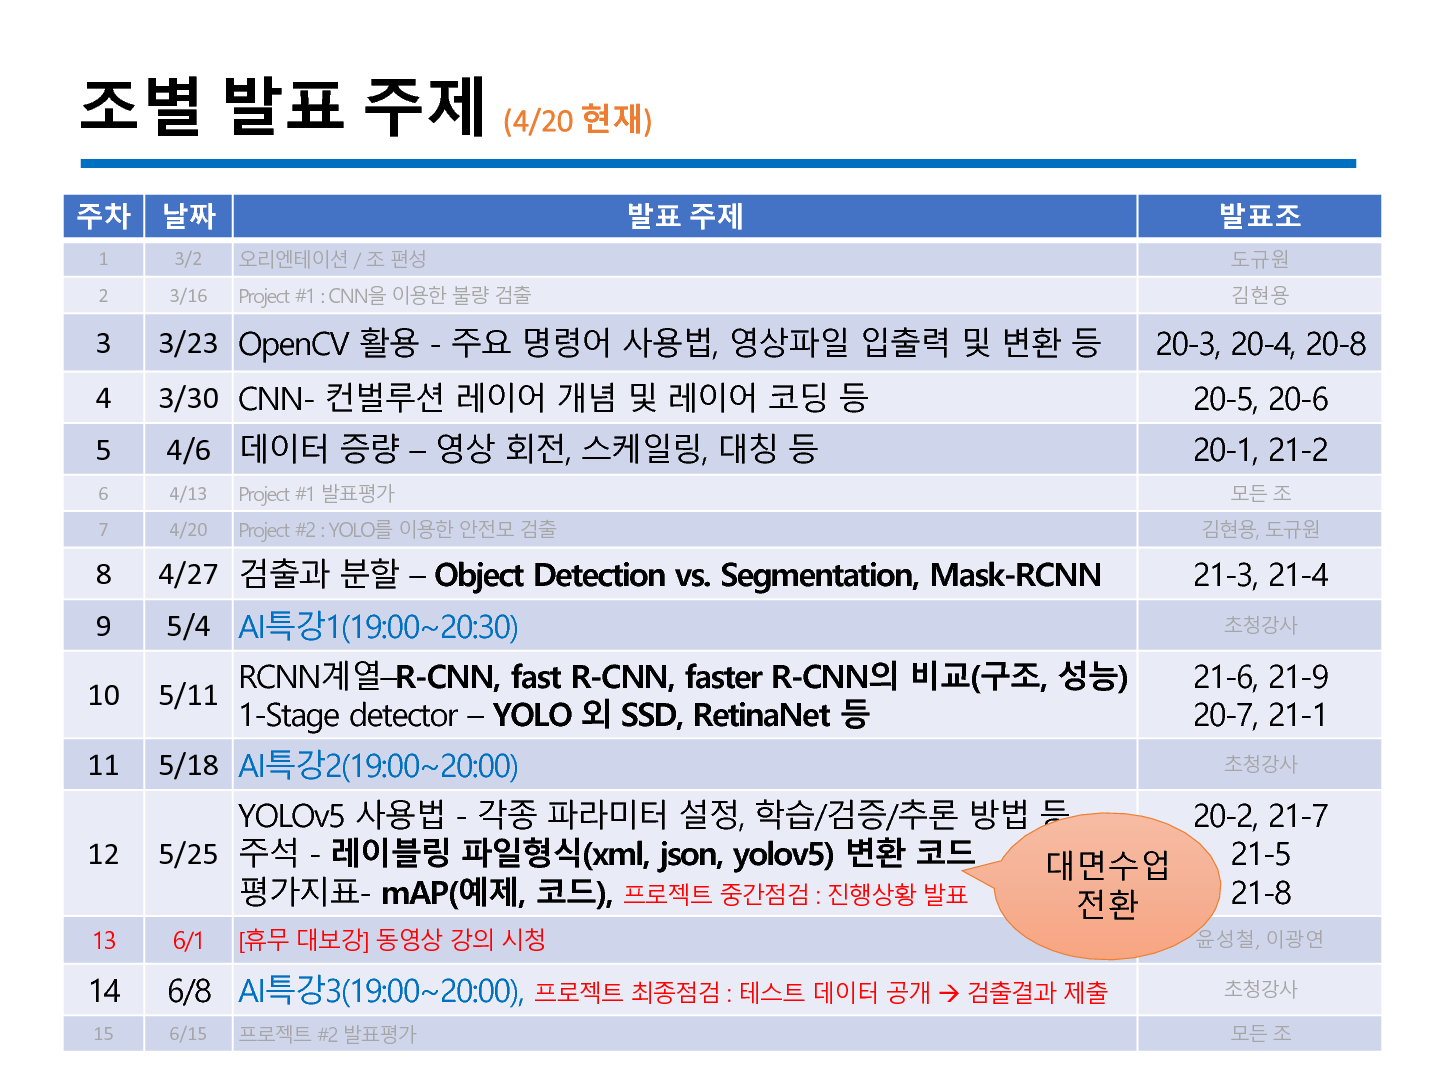 조별 발표 주제 (4/20 현재)
주차 날짜 발표 주제 발표조
1 3/2 오리엔테이션 / 조 편성 도규원
2 3/16 Project #1 : CNN을 이용한 불량 검출 김현용
3 3/23 OpenCV 활용 - 주요 명령어 사용법, 영상파일 입출력 및 변환 등 20-3, 20-4, 20-8
4 3/30 CNN- 컨벌루션 레이어 개념 및 레이어 코딩 등 20-5, 20-6
5 4/6 데이터 증량 – 영상 회전, 스케일링, 대칭 등 20-1, 21-2
6 4/13 Project #1 발표평가 모든 조
7 4/20 Project #2 : YOLO를 이용한 안전모 검출 김현용, 도규원
8 4/27 검출과 분할 – Object Detection vs. Segmentation, Mask-RCNN 21-3, 21-4
9 5/4 AI특강1(19:00~20:30) 초청강사
10 5/11 RCNN계열–R-CNN, fast R-CNN, faster R-CNN의 비교(구조, 성능) 21-6, 21-9
1-Stage detector – YOLO 외 SSD, RetinaNet 등 20-7, 21-1
11 5/18 AI특강2(19:00~20:00) 초청강사
12 5/25 YOLOv5 사용법 - 각종 파라미터 설정, 학습/검증/추론 방법 등 20-2, 21-7
주석 - 레이블링 파일형식(xml, json, yolov5) 변환 코드 21-5
평가지표- mAP(예제, 코드), 프로젝트 중간점검 : 진행상황 발표 21-8
대면수업
전환
13 6/1 [휴무 대보강] 동영상 강의 시청 윤성철, 이광연
14 6/8 AI특강3(19:00~20:00), 프로젝트 최종점검 : 테스트 데이터 공개 → 검출결과 제출 초청강사
15 6/15 프로젝트 #2 발표평가 모든 조